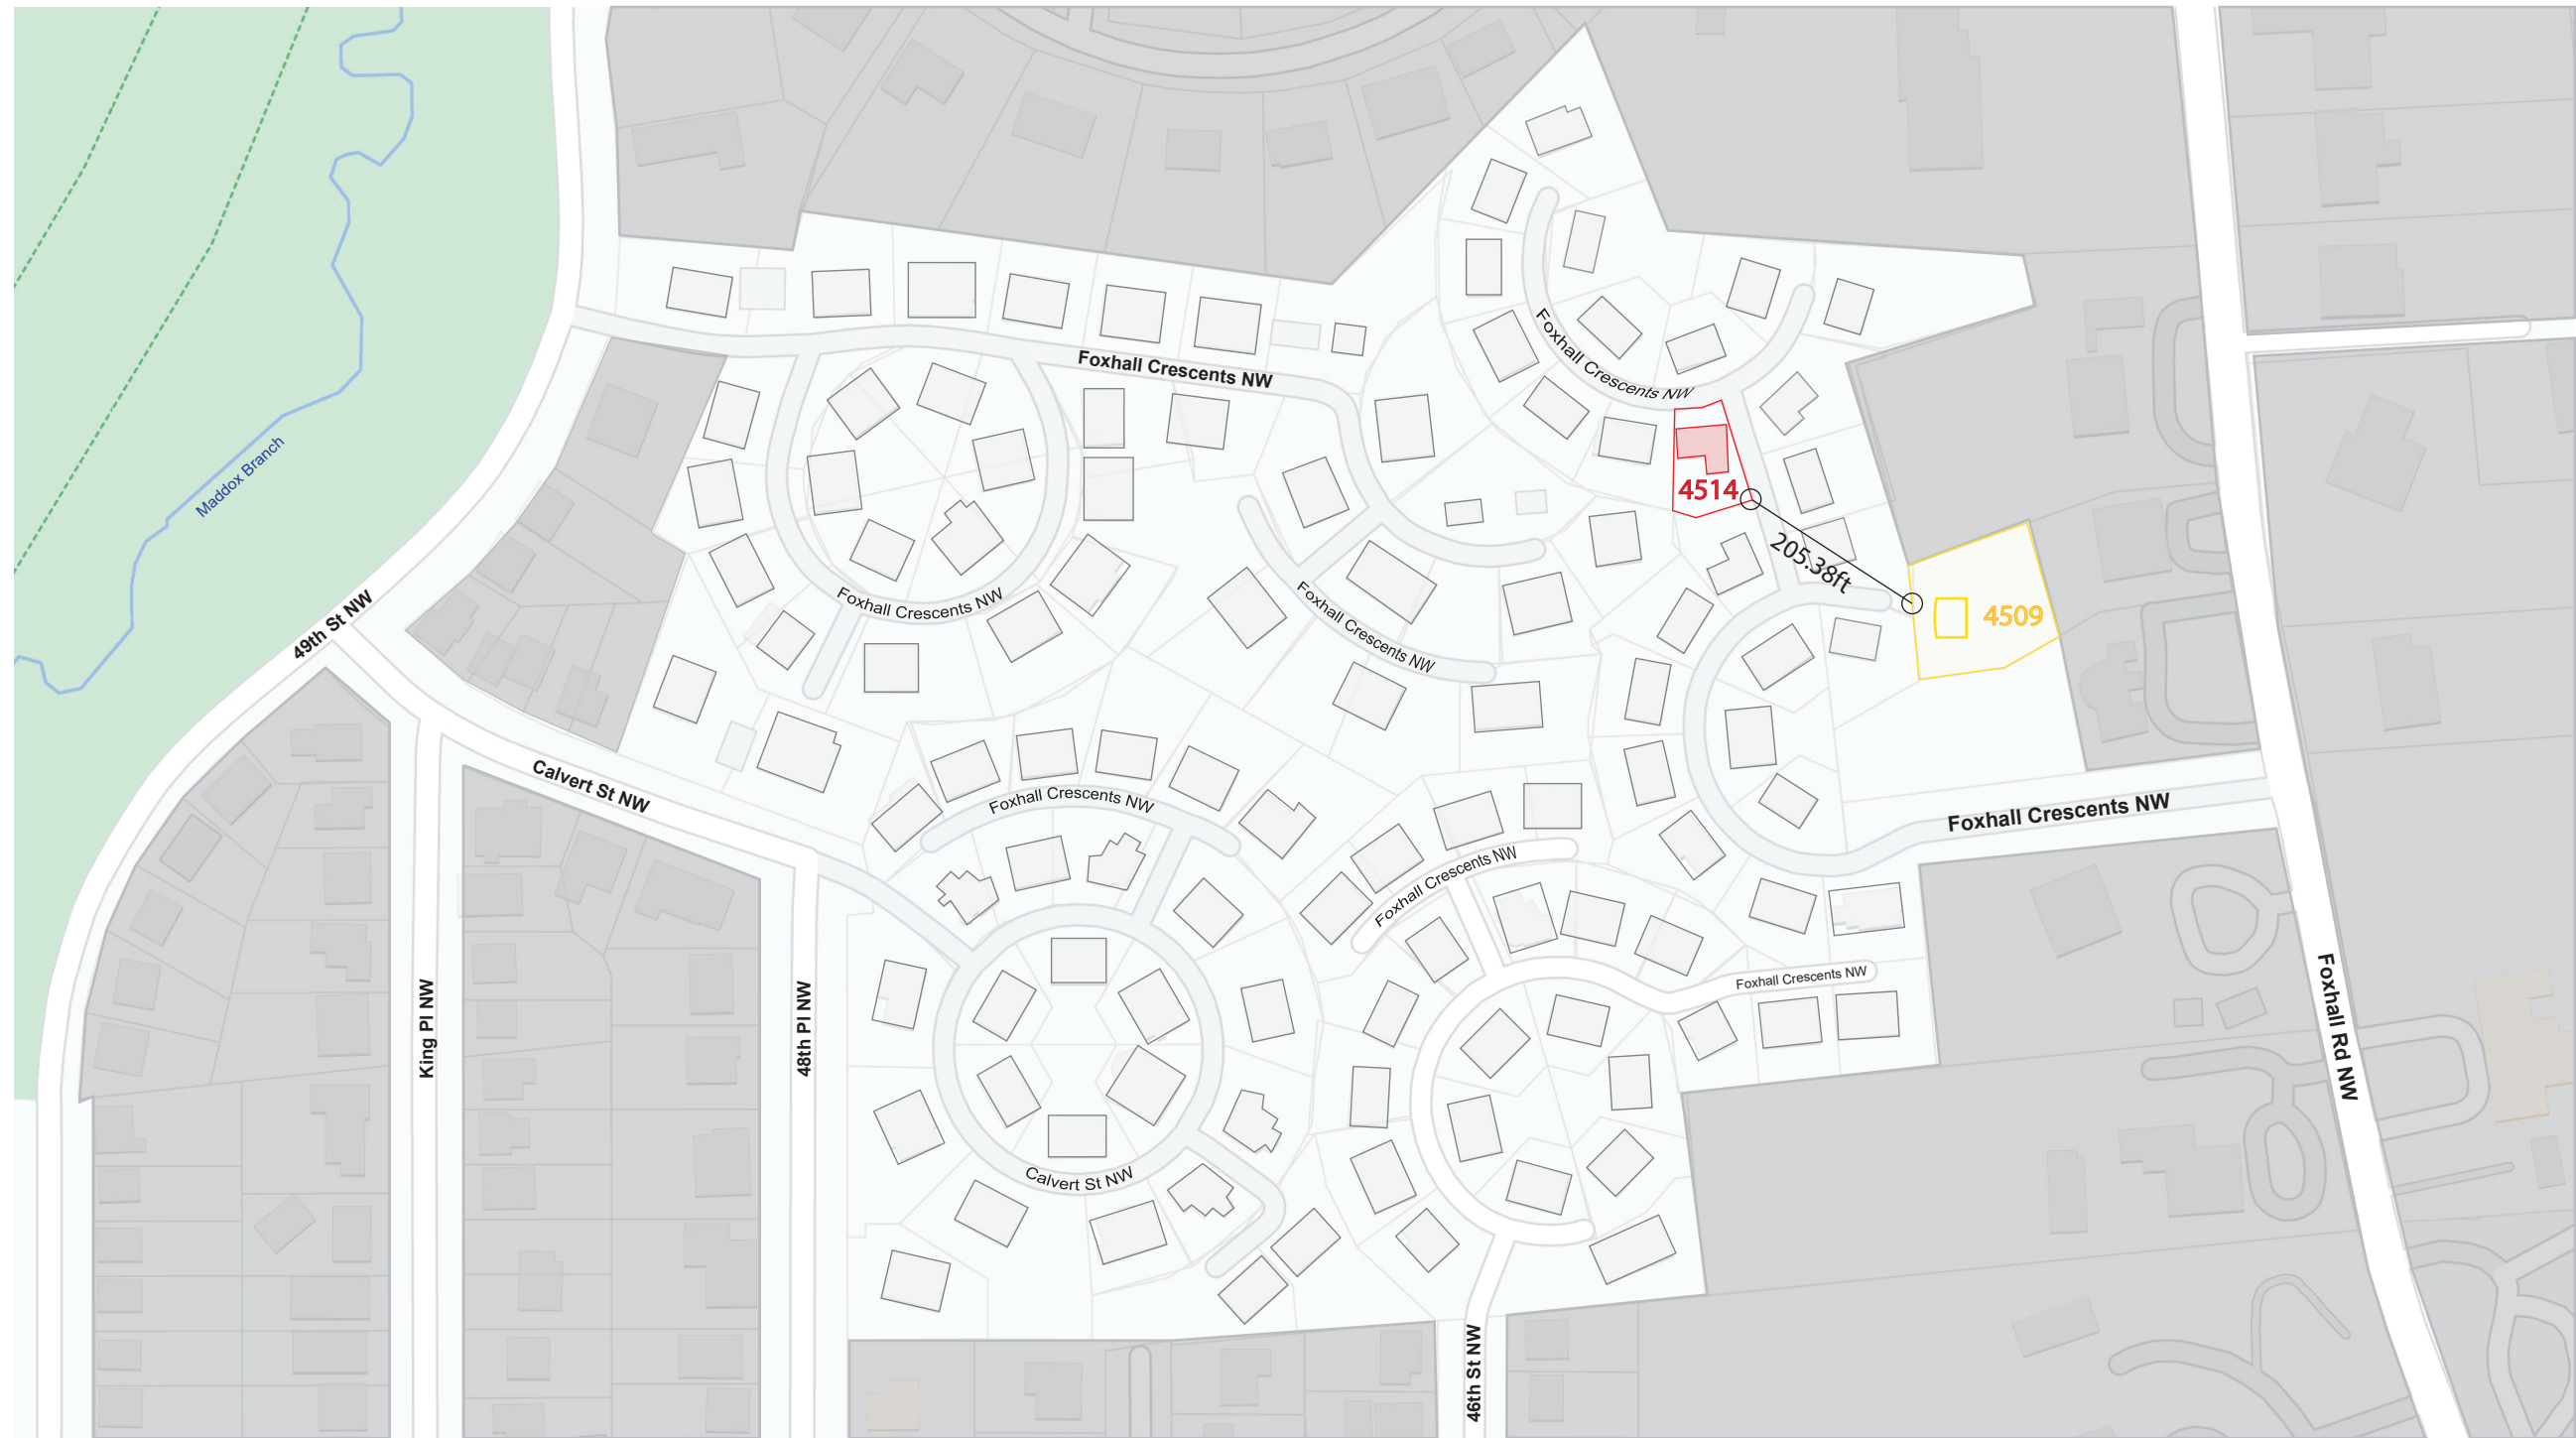 Foxhall Crescents NW
Foxhall Crescents NW
4514
205.38ft
4509
Maddox Branch
49th St NW
Foxhall Crescents NW
Foxhall Crescents NW
Calvert St NW
Foxhall Crescents NW
Foxhall Crescents NW
Foxhall Crescents NW
Foxhall Crescents NW
King Pl NW
48th Pl NW
Foxhall Rd NW
Calvert St NW
46th St NW